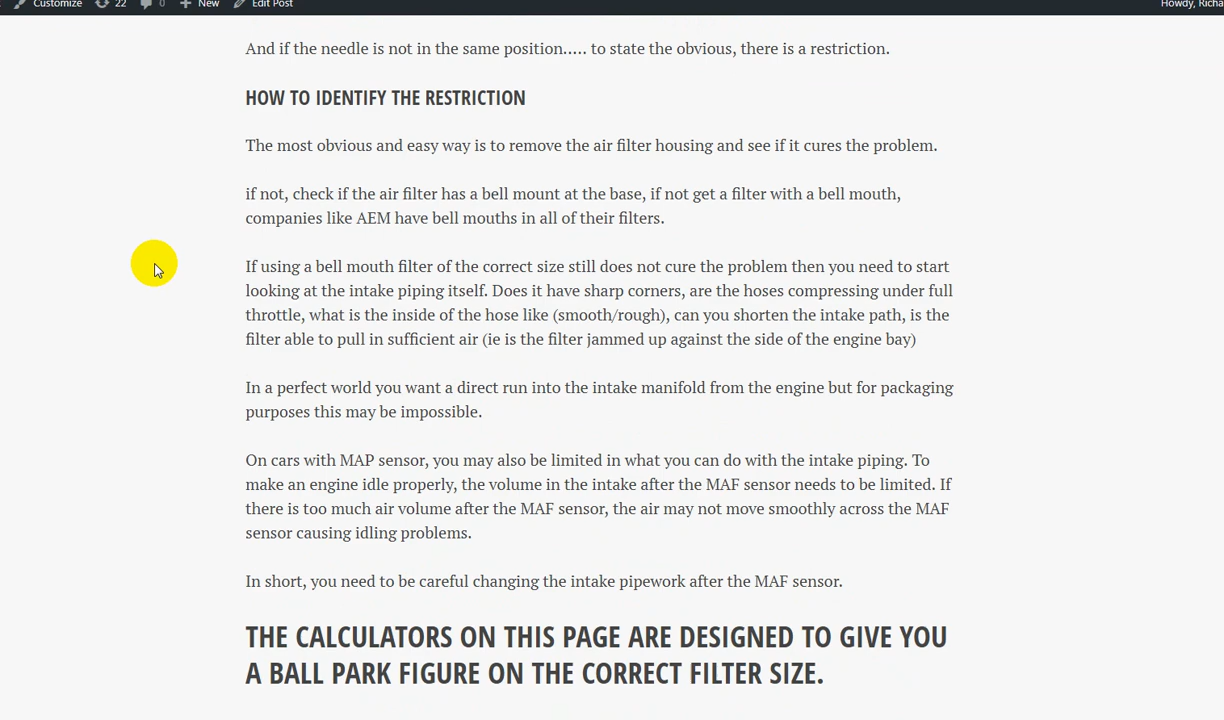 Customize 22 0 New Edit Post Howdy, Richa
And if the needle is not in the same position..... to state the obvious, there is a restriction.
HOW TO IDENTIFY THE RESTRICTION
The most obvious and easy way is to remove the air filter housing and see if it cures the problem.
if not, check if the air filter has a bell mount at the base, if not get a filter with a bell mouth,
companies like AEM have bell mouths in all of their filters.
If using a bell mouth filter of the correct size still does not cure the problem then you need to start
looking at the intake piping itself. Does it have sharp corners, are the hoses compressing under full
throttle, what is the inside of the hose like (smooth/rough), can you shorten the intake path, is the
filter able to pull in sufficient air (ie is the filter jammed up against the side of the engine bay)
In a perfect world you want a direct run into the intake manifold from the engine but for packaging
purposes this may be impossible.
On cars with MAP sensor, you may also be limited in what you can do with the intake piping. To
make an engine idle properly, the volume in the intake after the MAF sensor needs to be limited. If
there is too much air volume after the MAF sensor, the air may not move smoothly across the MAF
sensor causing idling problems.
In short, you need to be careful changing the intake pipework after the MAF sensor.
THE CALCULATORS ON THIS PAGE ARE DESIGNED TO GIVE YOU
A BALL PARK FIGURE ON THE CORRECT FILTER SIZE.